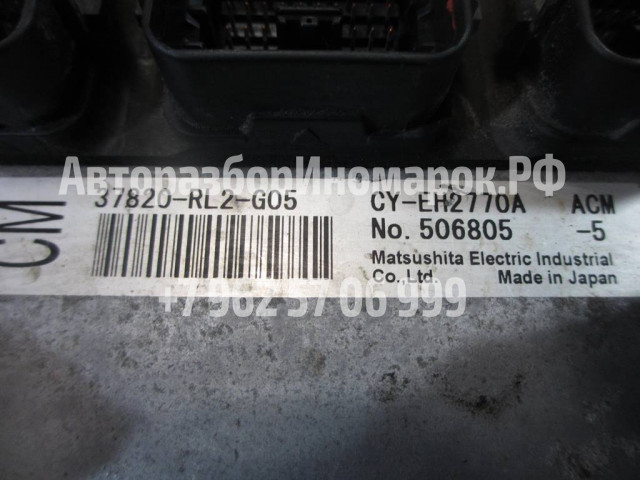 АвторазборИномарок.РФ
CM
37820-RL2-G05
CY-EH2770A ACM
No. 506805 -5
Matsushita Electric Industrial
Co.,Ltd. Made in Japan
+7 962 57 06 999